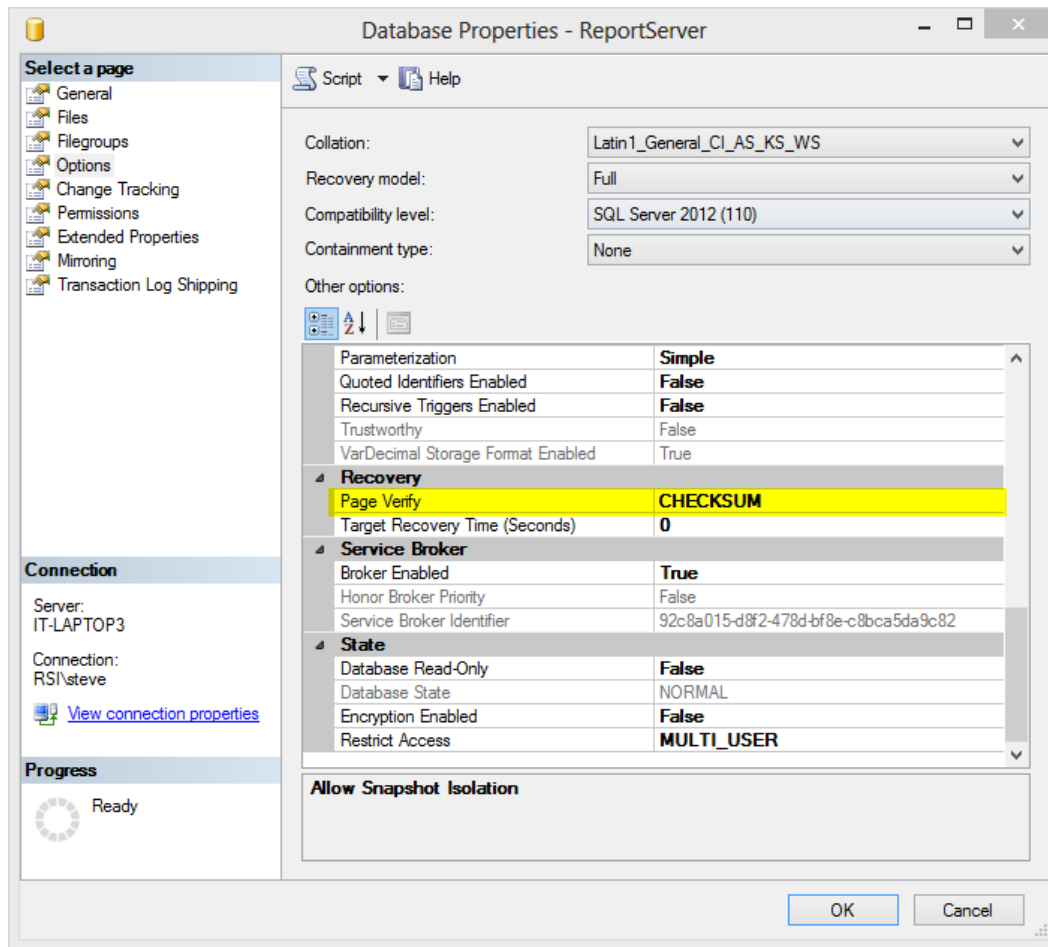 Database Properties - ReportServer
Select a page
General
Files
Filegroups
Options
Change Tracking
Permissions
Extended Properties
Mirroring
Transaction Log Shipping
Connection
Server:
IT-LAPTOP3
Connection:
RSI\steve
View connection properties
Progress
Ready
Script Help
Collation: Latin1_General_CI_AS_KS_WS
Recovery model: Full
Compatibility level: SQL Server 2012 (110)
Containment type: None
Other options:
Parameterization Simple
Quoted Identifiers Enabled False
Recursive Triggers Enabled False
Trustworthy False
VarDecimal Storage Format Enabled True
Recovery
Page Verify CHECKSUM
Target Recovery Time (Seconds) 0
Service Broker
Broker Enabled True
Honor Broker Priority False
Service Broker Identifier 92c8a015-d8f2-478d-bf8e-c8bca5da9c82
State
Database Read-Only False
Database State NORMAL
Encryption Enabled False
Restrict Access MULTI_USER
Allow Snapshot Isolation
OK Cancel